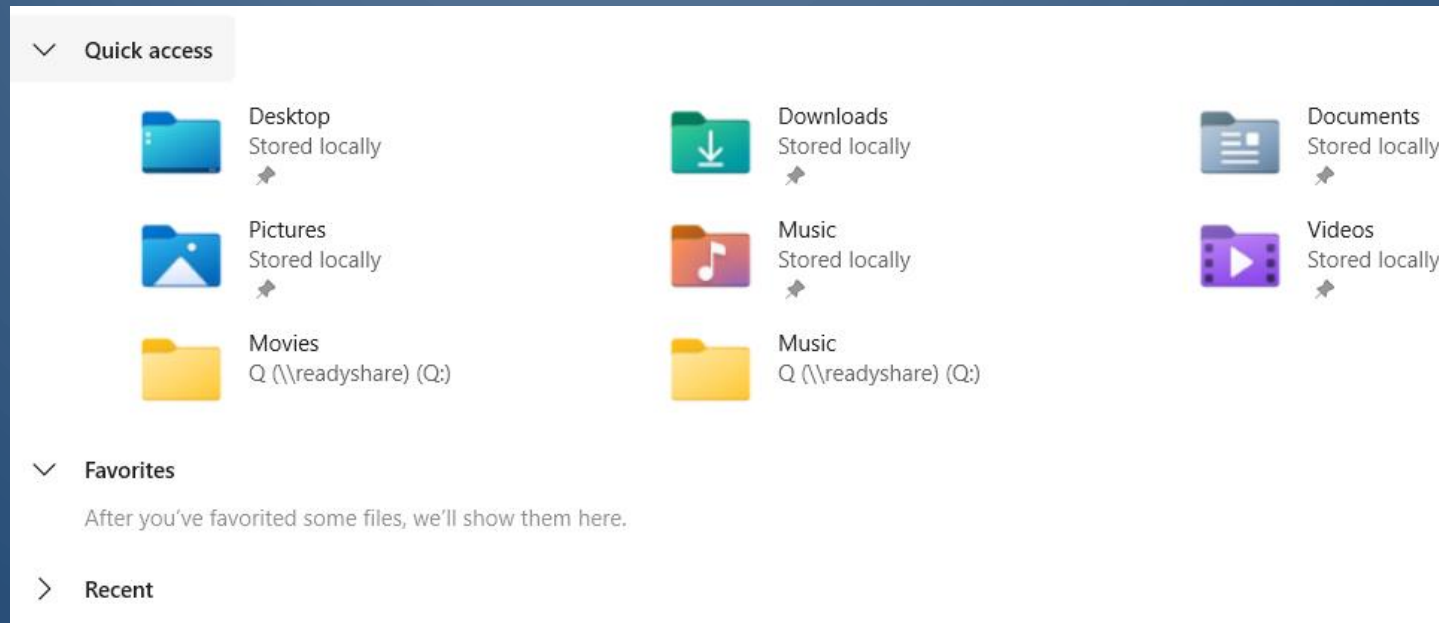 Quick access
Desktop
Stored locally
Downloads
Stored locally
Documents
Stored locally
Pictures
Stored locally
Music
Stored locally
Videos
Stored locally
Movies
Q (\\readyshare) (Q:)
Music
Q (\\readyshare) (Q:)
Favorites
After you've favorited some files, we'll show them here.
Recent